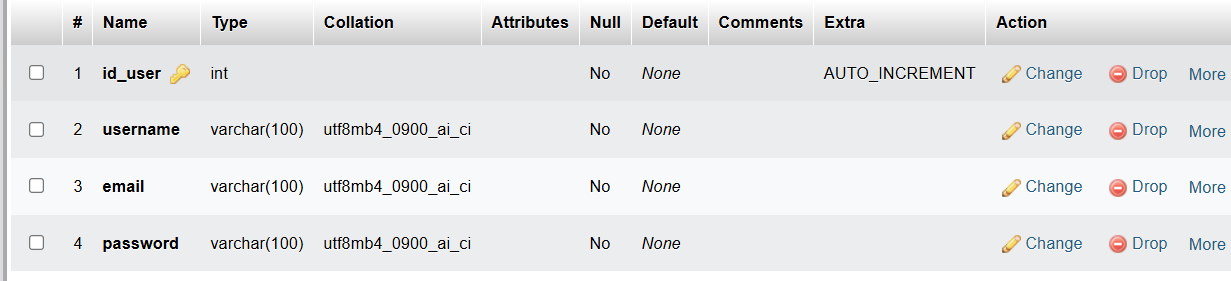 # Name Type Collation Attributes Null Default Comments Extra Action
1 id_user int No None AUTO_INCREMENT Change Drop More
2 username varchar(100) utf8mb4_0900_ai_ci No None Change Drop More
3 email varchar(100) utf8mb4_0900_ai_ci No None Change Drop More
4 password varchar(100) utf8mb4_0900_ai_ci No None Change Drop More